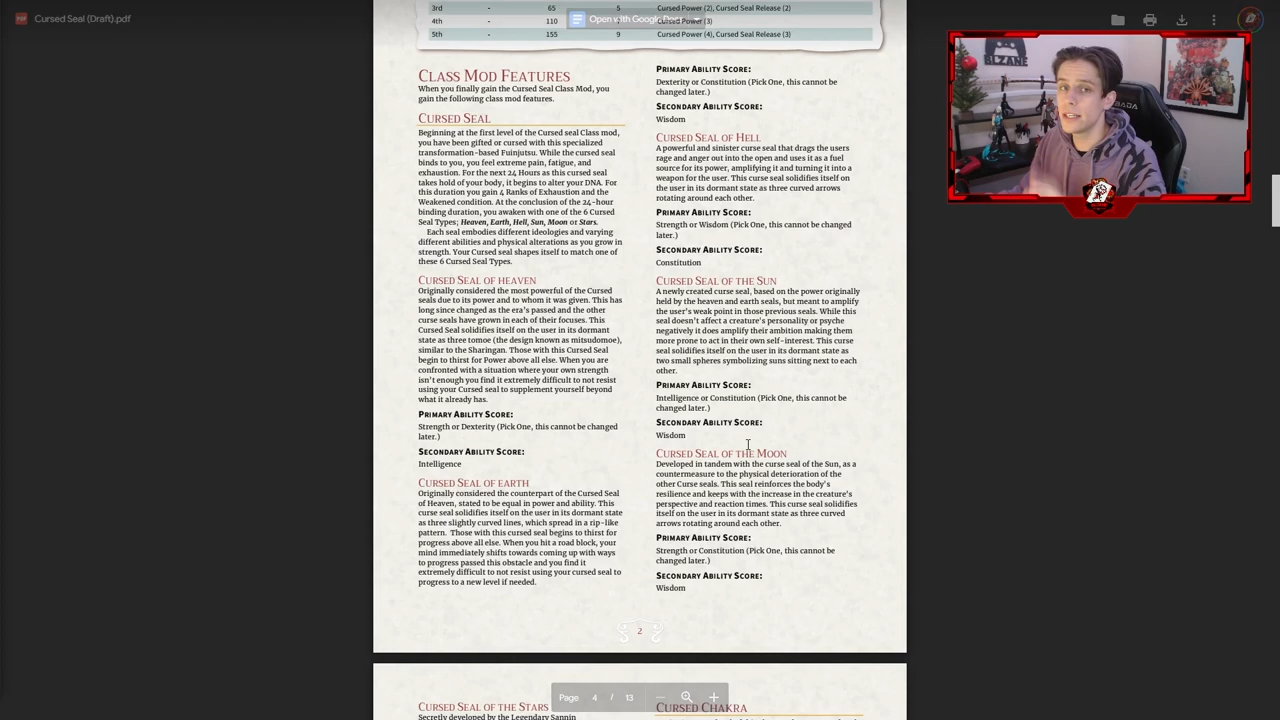 Cursed Seal (Draft).pdf
Open with Google Docs
3rd - 65 5 Cursed Power (2), Cursed Seal Release (2)
4th - 110 Cursed Power (3)
5th - 155 9 Cursed Power (4), Cursed Seal Release (3)
CLASS MOD FEATURES
When you finally gain the Cursed Seal Class Mod, you
gain the following class mod features.
CURSED SEAL
Beginning at the first level of the Cursed seal Class mod,
you have been gifted or cursed with this specialized
transformation-based Fuinjutsu. While the cursed seal
binds to you, you feel extreme pain, fatigue, and
exhaustion. For the next 24 Hours as this cursed seal
takes hold of your body, it begins to alter your DNA. For
this duration you gain 4 Ranks of Exhaustion and the
Weakened condition. At the conclusion of the 24-hour
binding duration, you awaken with one of the 6 Cursed
Seal Types; Heaven, Earth, Hell, Sun, Moon or Stars.
Each seal embodies different ideologies and varying
different abilities and physical alterations as you grow in
strength. Your Cursed seal shapes itself to match one of
these 6 Cursed Seal Types.
CURSED SEAL OF HEAVEN
Originally considered the most powerful of the Cursed
seals due to its power and to whom it was given. This has
long since changed as the era's passed and the other
curse seals have grown in each of their focuses. This
Cursed Seal solidifies itself on the user in its dormant
state as three tomoe (the design known as mitsudomoe),
similar to the Sharingan. Those with this Cursed Seal
begin to thirst for Power above all else. When you are
confronted with a situation where your own strength
isn't enough you find it extremely difficult to not resist
using your Cursed seal to supplement yourself beyond
what it already has.
PRIMARY ABILITY SCORE:
Strength or Dexterity (Pick One, this cannot be changed
later.)
SECONDARY ABILITY SCORE:
Intelligence
CURSED SEAL OF EARTH
Originally considered the counterpart of the Cursed Seal
of Heaven, stated to be equal in power and ability. This
curse seal solidifies itself on the user in its dormant state
as three slightly curved lines, which spread in a rip-like
pattern. Those with this cursed seal begins to thirst for
progress above all else. When you hit a road block, your
mind immediately shifts towards coming up with ways
to progress passed this obstacle and you find it
extremely difficult to not resist using your cursed seal to
progress to a new level if needed.
PRIMARY ABILITY SCORE:
Dexterity or Constitution (Pick One, this cannot be
changed later.)
SECONDARY ABILITY SCORE:
Wisdom
CURSED SEAL OF HELL
A powerful and sinister curse seal that drags the users
rage and anger out into the open and uses it as a fuel
source for its power, amplifying it and turning it into a
weapon for the user. This curse seal solidifies itself on
the user in its dormant state as three curved arrows
rotating around each other.
PRIMARY ABILITY SCORE:
Strength or Wisdom (Pick One, this cannot be changed
later.)
SECONDARY ABILITY SCORE:
Constitution
CURSED SEAL OF THE SUN
A newly created curse seal, based on the power originally
held by the heaven and earth seals, but meant to amplify
the user's weak point in those previous seals. While this
seal doesn't affect a creature's personality or psyche
negatively it does amplify their ambition making them
more prone to act in their own self-interest. This curse
seal solidifies itself on the user in its dormant state as
two small spheres symbolizing suns sitting next to each
other.
PRIMARY ABILITY SCORE:
Intelligence or Constitution (Pick One, this cannot be
changed later.)
SECONDARY ABILITY SCORE:
Wisdom
CURSED SEAL OF THE MOON
Developed in tandem with the curse seal of the Sun, as a
countermeasure to the physical deterioration of the
other Curse seals. This seal reinforces the body's
resilience and keeps with the increase in the creature's
perspective and reaction times. This curse seal solidifies
itself on the user in its dormant state as three curved
arrows rotating around each other.
PRIMARY ABILITY SCORE:
Strength or Constitution (Pick One, this cannot be
changed later.)
SECONDARY ABILITY SCORE:
Wisdom
2
Page 4 / 13
CURSED SEAL OF THE STARS
Secretly developed by the Legendary Sannin
CURSED CHAKRA